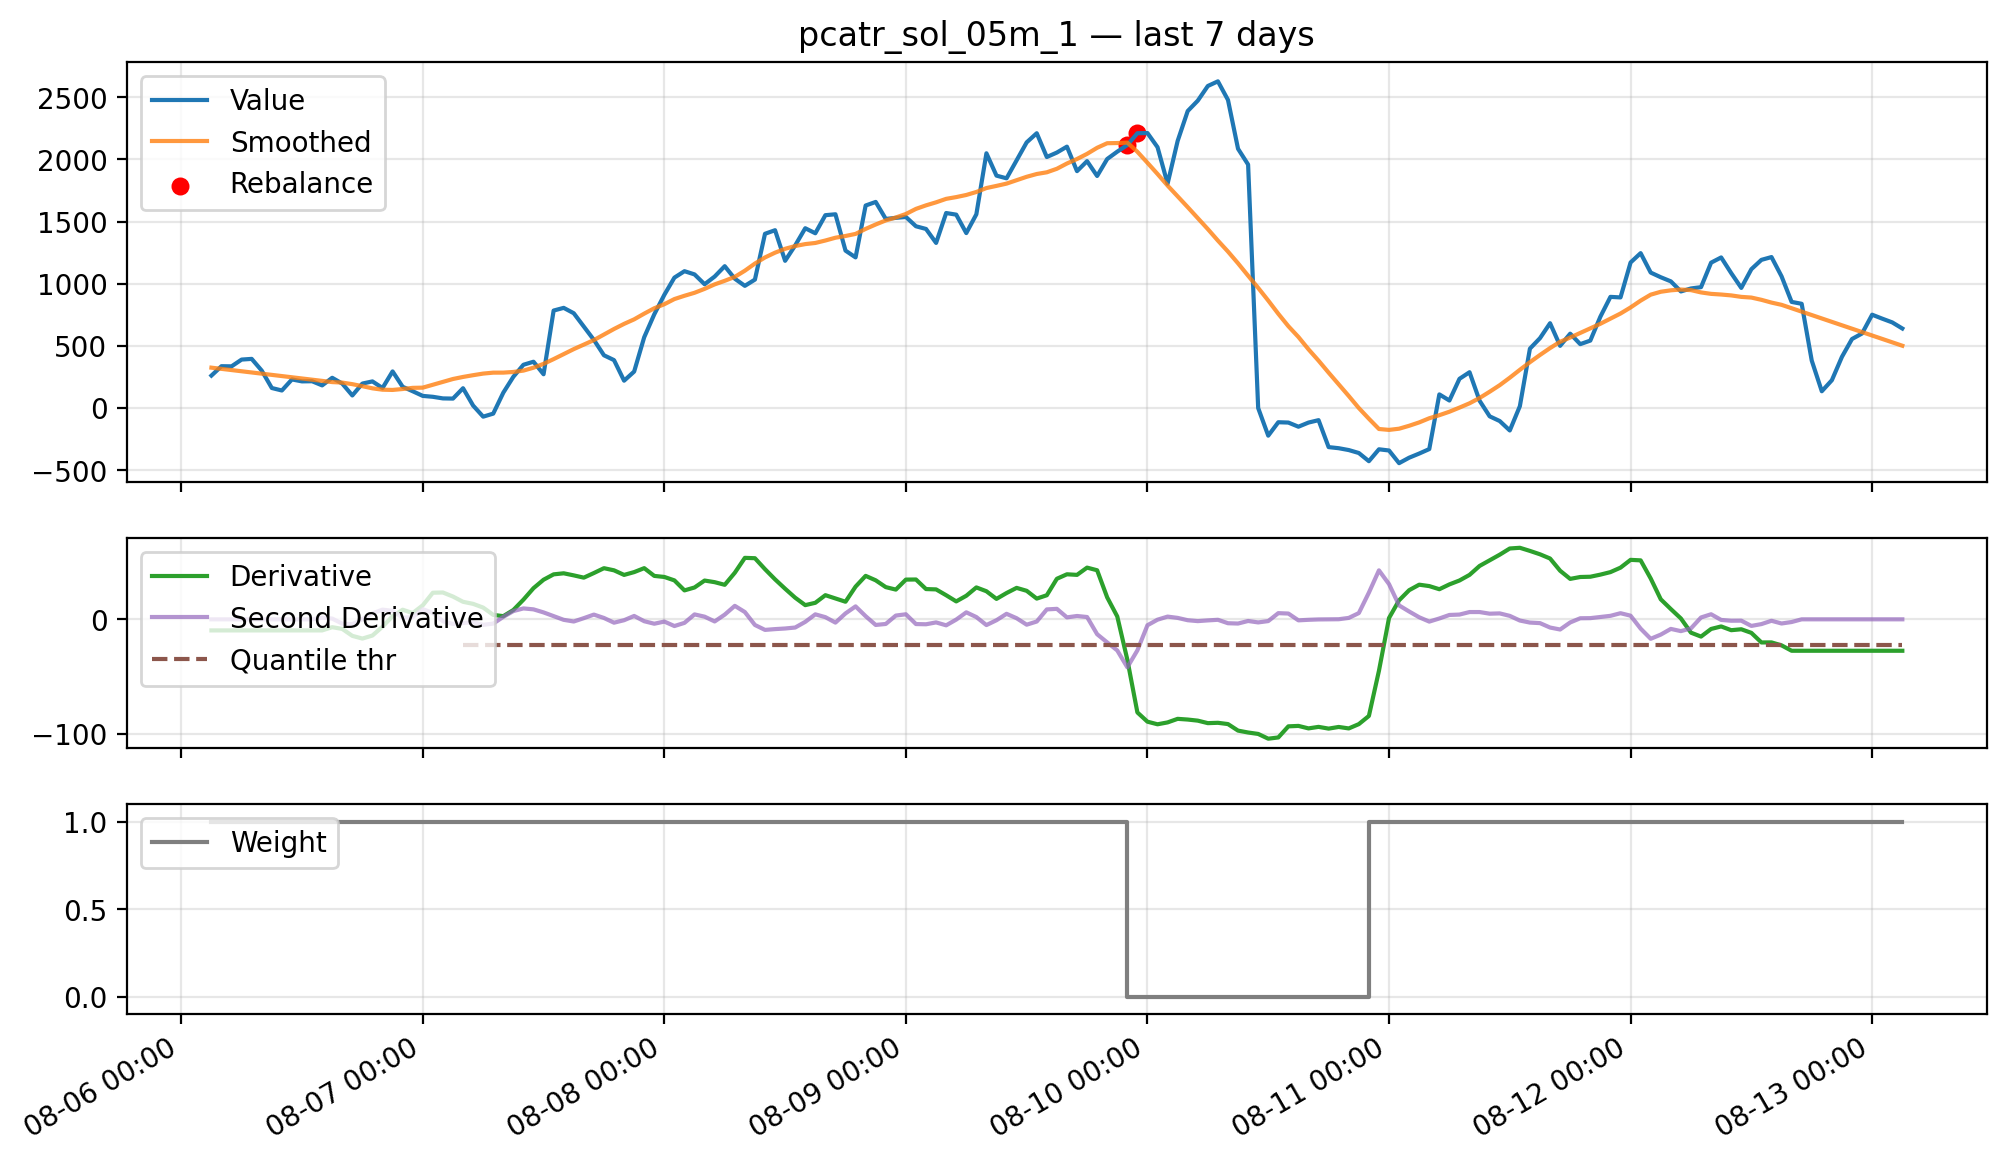 pcatr_sol_05m_1 — last 7 days
Value
Smoothed
Rebalance
2500
2000
1500
1000
500
0
−500
Derivative
Second Derivative
Quantile thr
0
−100
Weight
1.0
0.5
0.0
08-06 00:00
08-07 00:00
08-08 00:00
08-09 00:00
08-10 00:00
08-11 00:00
08-12 00:00
08-13 00:00